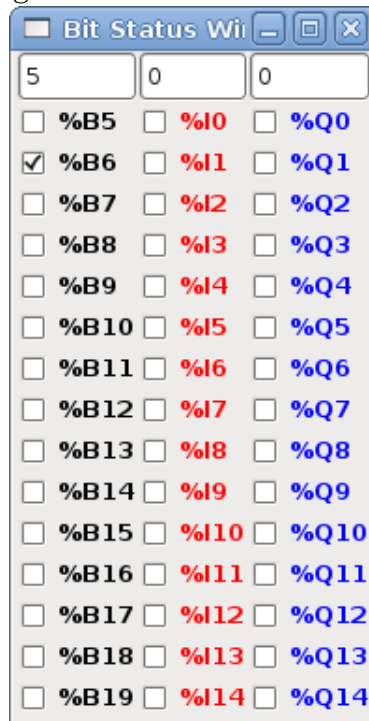 Bit Status Wi
5 0 0
%B5 %I0 %Q0
%B6 %I1 %Q1
%B7 %I2 %Q2
%B8 %I3 %Q3
%B9 %I4 %Q4
%B10 %I5 %Q5
%B11 %I6 %Q6
%B12 %I7 %Q7
%B13 %I8 %Q8
%B14 %I9 %Q9
%B15 %I10 %Q10
%B16 %I11 %Q11
%B17 %I12 %Q12
%B18 %I13 %Q13
%B19 %I14 %Q14